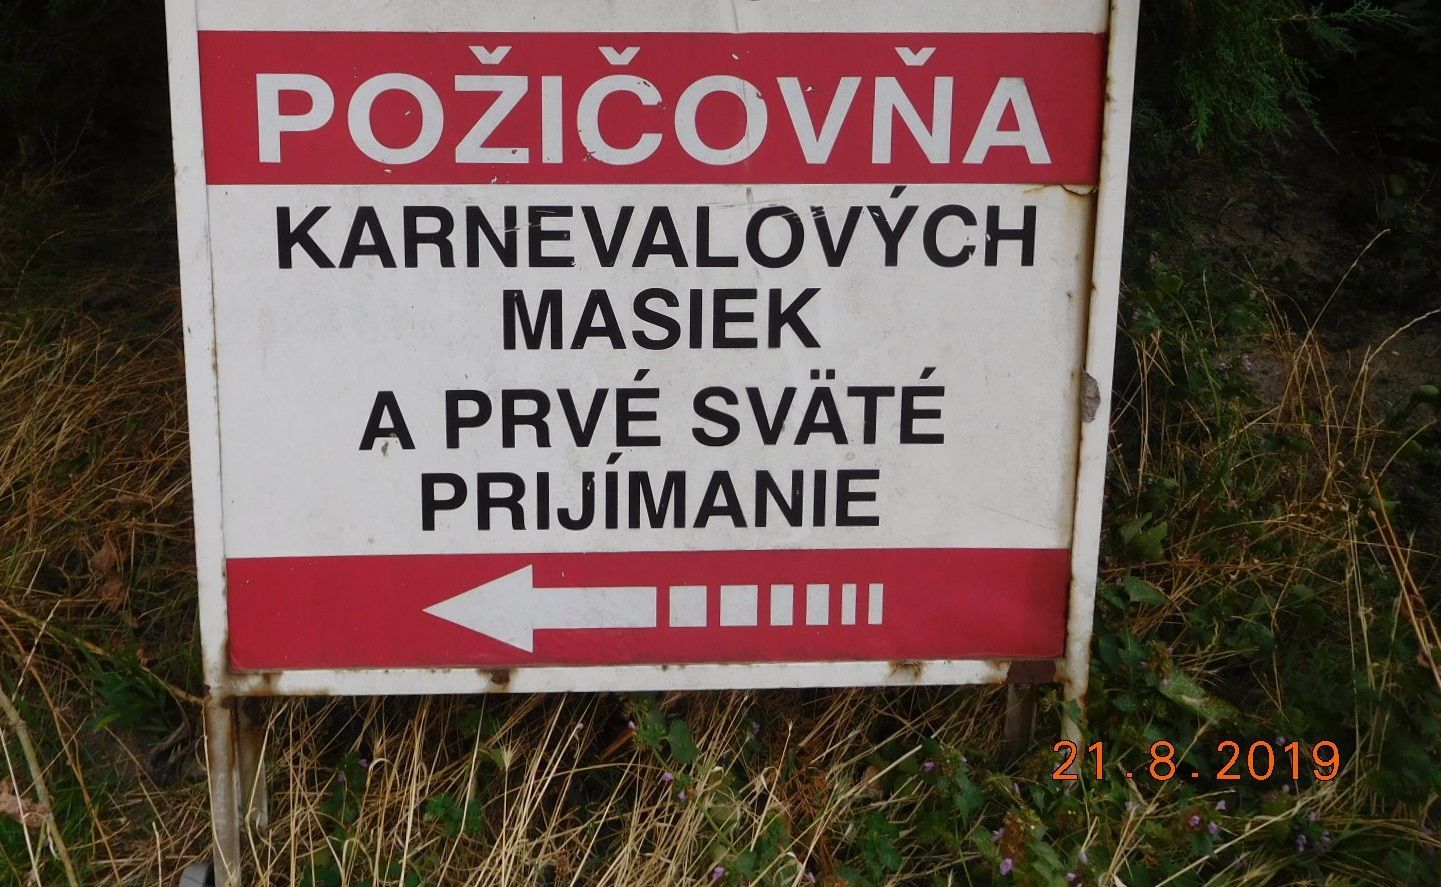 POŽIČOVŇA
KARNEVALOVÝCH
MASIEK
A PRVÉ SVÄTÉ
PRIJÍMANIE
21.8.2019